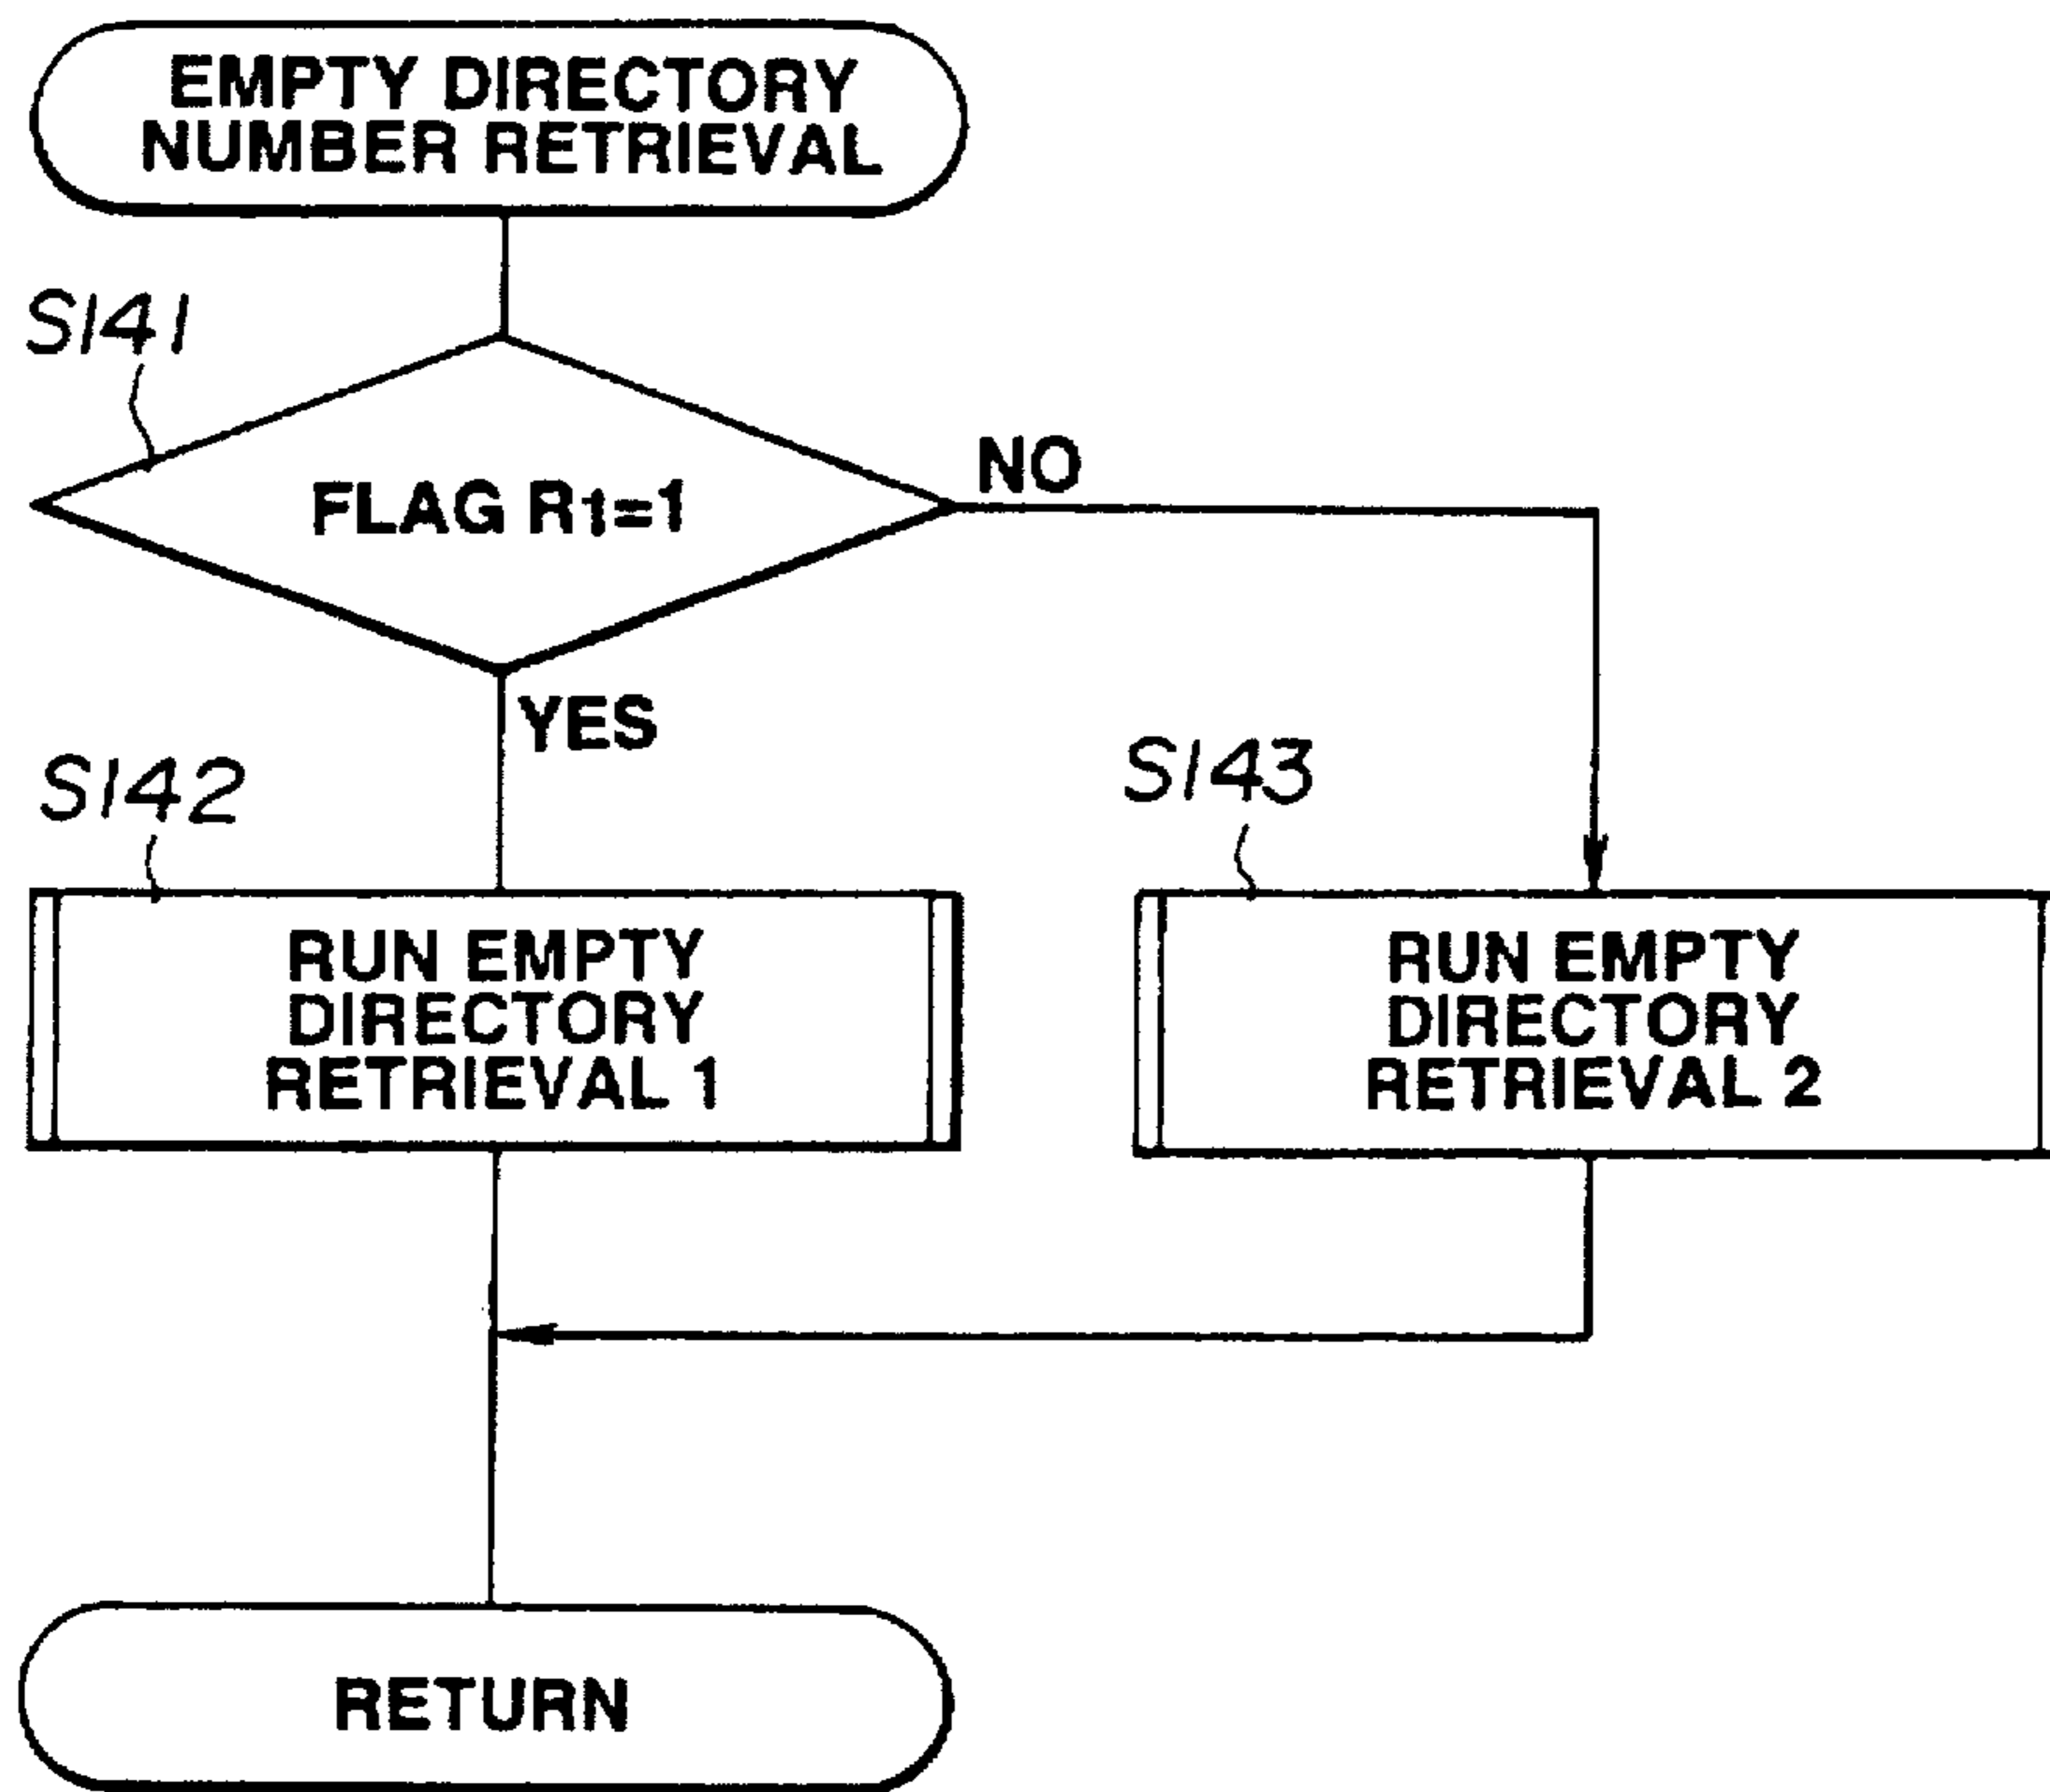 EMPTY DIRECTORY
NUMBER RETRIEVAL
S141
FLAG R1=1
NO
YES
S142
S143
RUN EMPTY
DIRECTORY
RETRIEVAL 1
RUN EMPTY
DIRECTORY
RETRIEVAL 2
RETURN